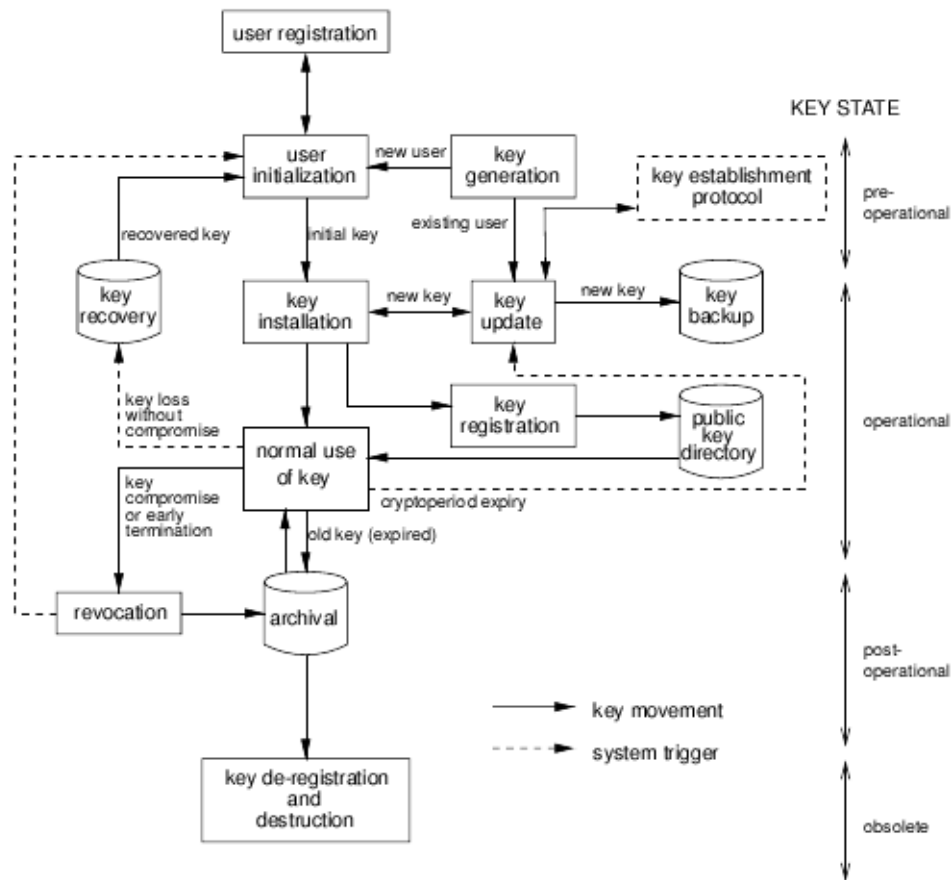 user registration
KEY STATE
user
initialization
new user
key
generation
key establishment
protocol
pre-
operational
recovered key
initial key
existing user
key
recovery
key
installation
new key
key
update
new key
key
backup
key loss
without
compromise
key
registration
public
key
directory
operational
normal use
of key
key
compromise
or early
termination
cryptoperiod expiry
old key (expired)
revocation
archival
post-
operational
key movement
system trigger
key de-registration
and
destruction
obsolete